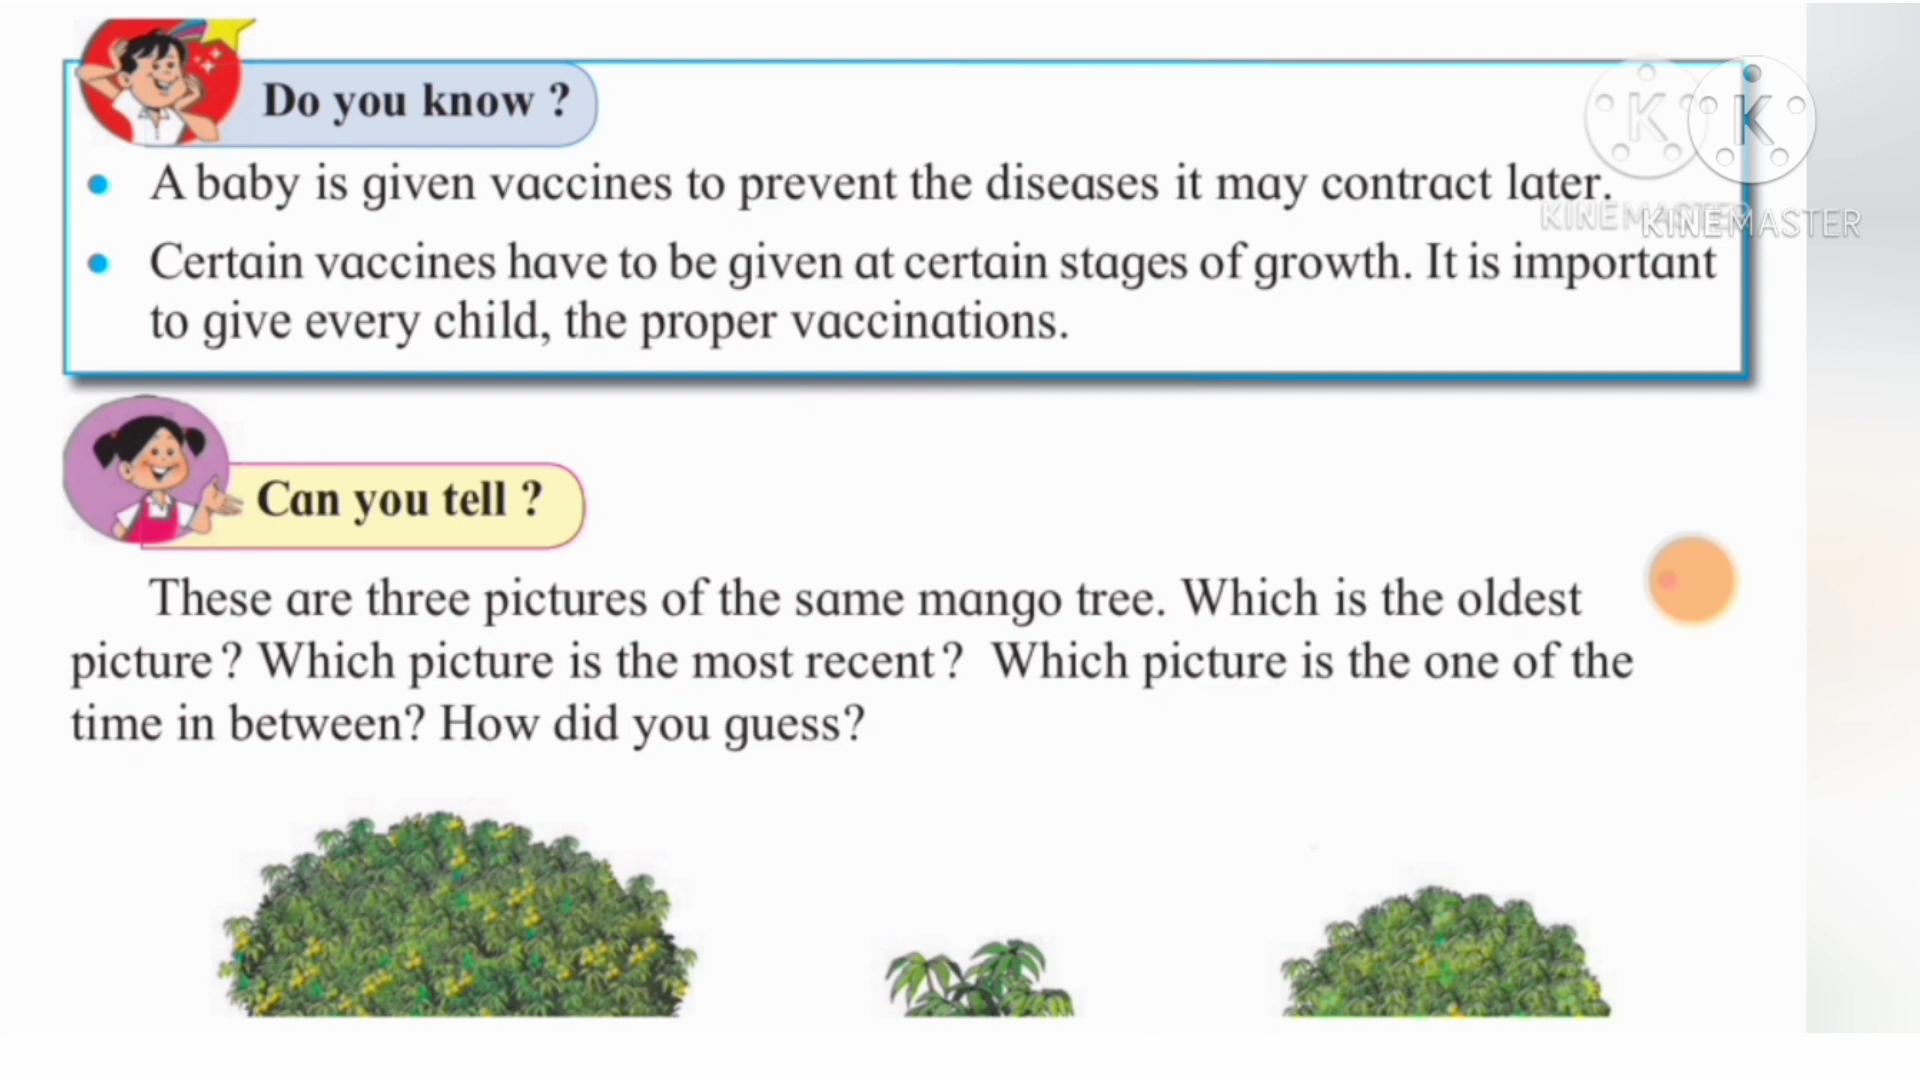 Do you know ?
A baby is given vaccines to prevent the diseases it may contract later.
KINEMASTER
KINEMASTER
Certain vaccines have to be given at certain stages of growth. It is important
to give every child, the proper vaccinations.
Can you tell ?
These are three pictures of the same mango tree. Which is the oldest
picture ? Which picture is the most recent ? Which picture is the one of the
time in between? How did you guess?